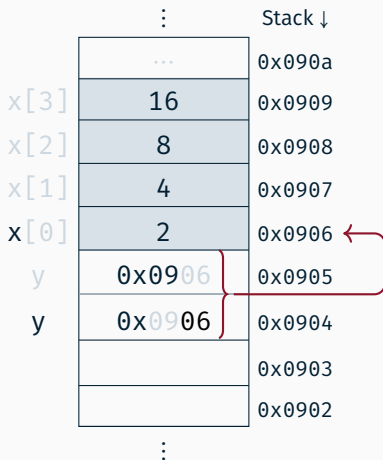 ⋮ Stack ↓
... 0x090a
x[3] 16 0x0909
x[2] 8 0x0908
x[1] 4 0x0907
x[0] 2 0x0906
y 0x0906 0x0905
y 0x0906 0x0904
0x0903
0x0902
⋮